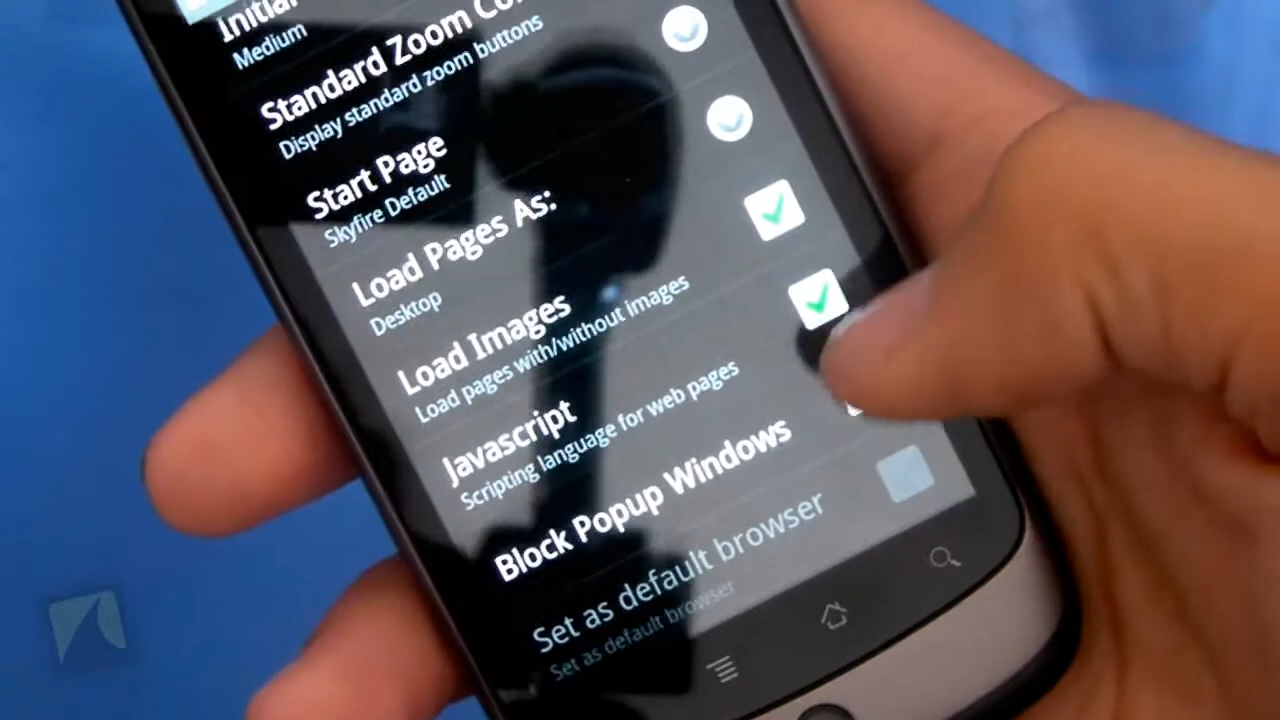 Initial
Medium
Standard Zoom
Display standard zoom buttons
Start Page
Skyfire Default
Load Pages As:
Desktop
Load Images
Load pages with/without images
Javascript
Scripting language for web pages
Block Popup Windows
Set as default browser
Set as default browser